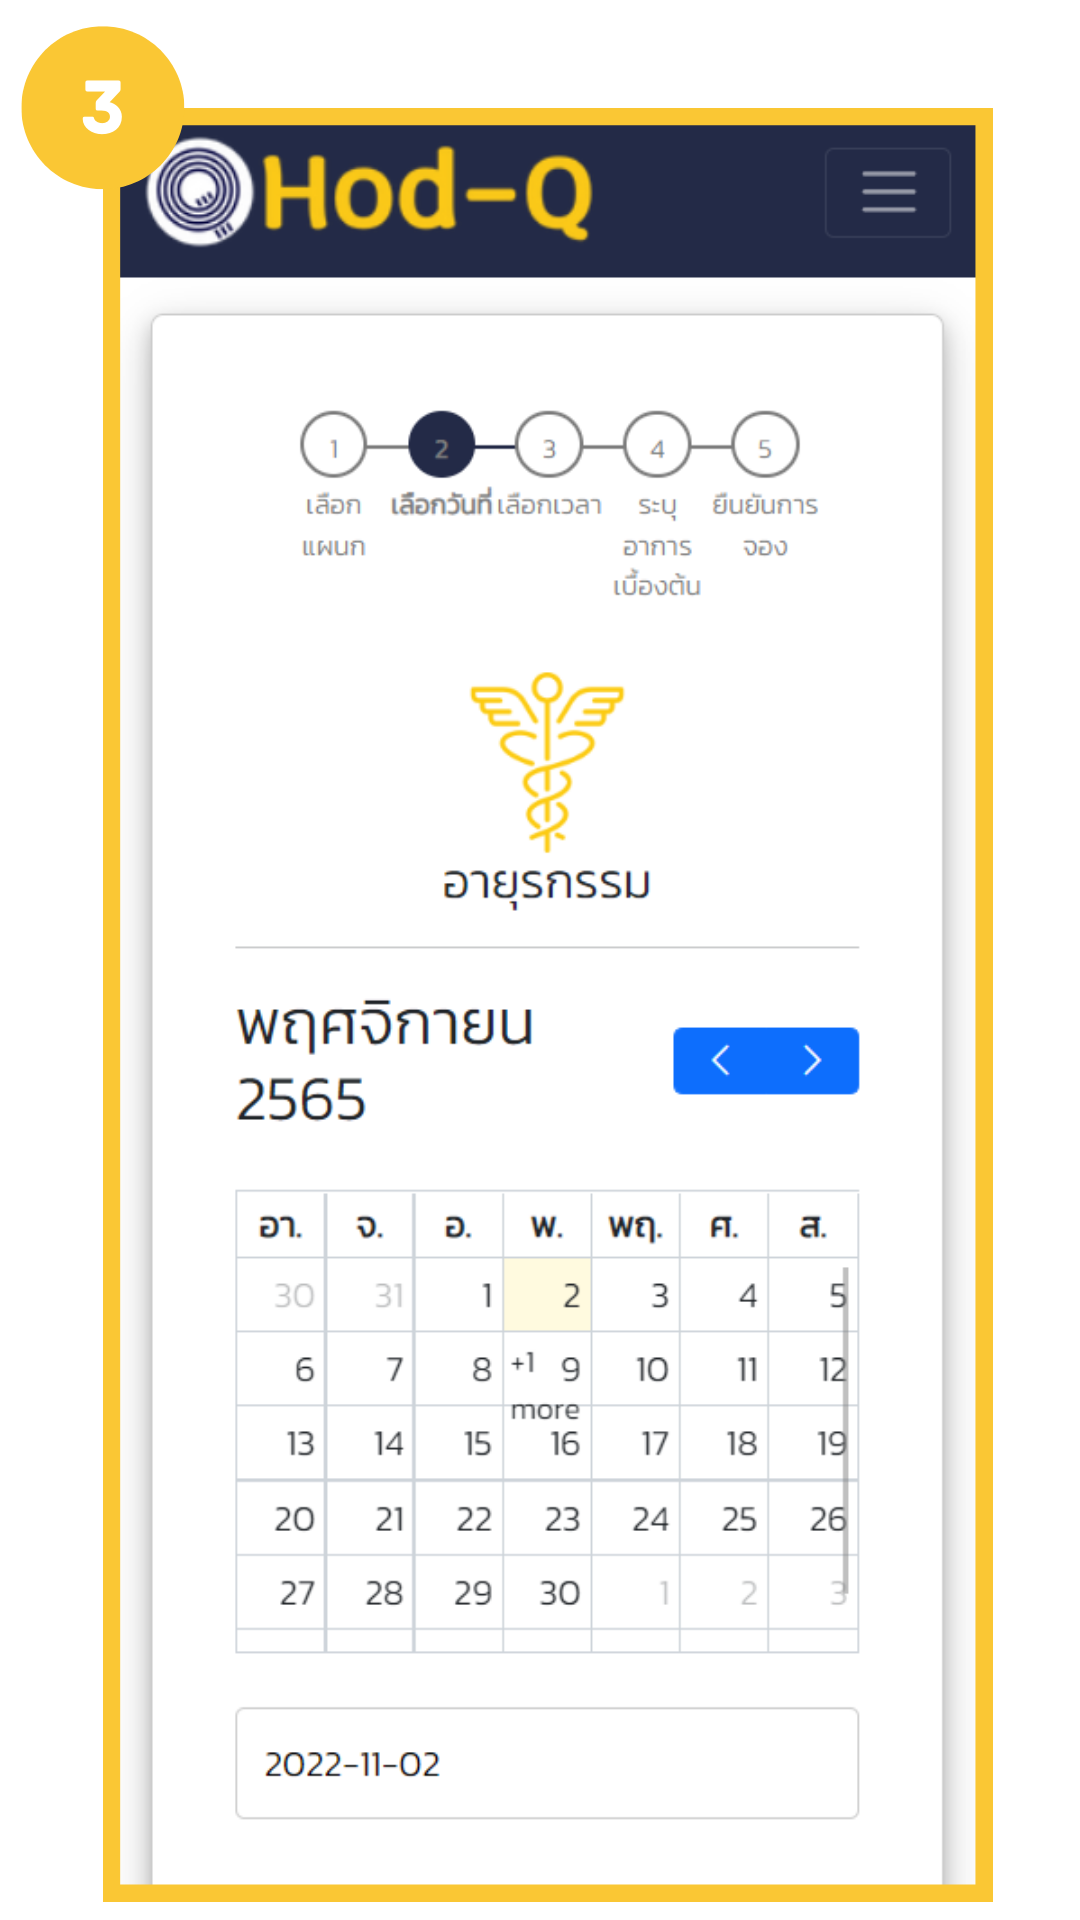 3
Hod-Q
1 2 3 4 5
เลือก เลือกวันที่ เลือกเวลา ระบุ ยืนยันการ
แผนก อาการ จอง
เบื้องต้น
อายุรกรรม
พฤศจิกายน
2565
อา. จ. อ. พ. พฤ. ศ. ส.
30 31 1 2 3 4 5
6 7 8 +1 9 10 11 12
more
13 14 15 16 17 18 19
20 21 22 23 24 25 26
27 28 29 30 1 2 3
2022-11-02